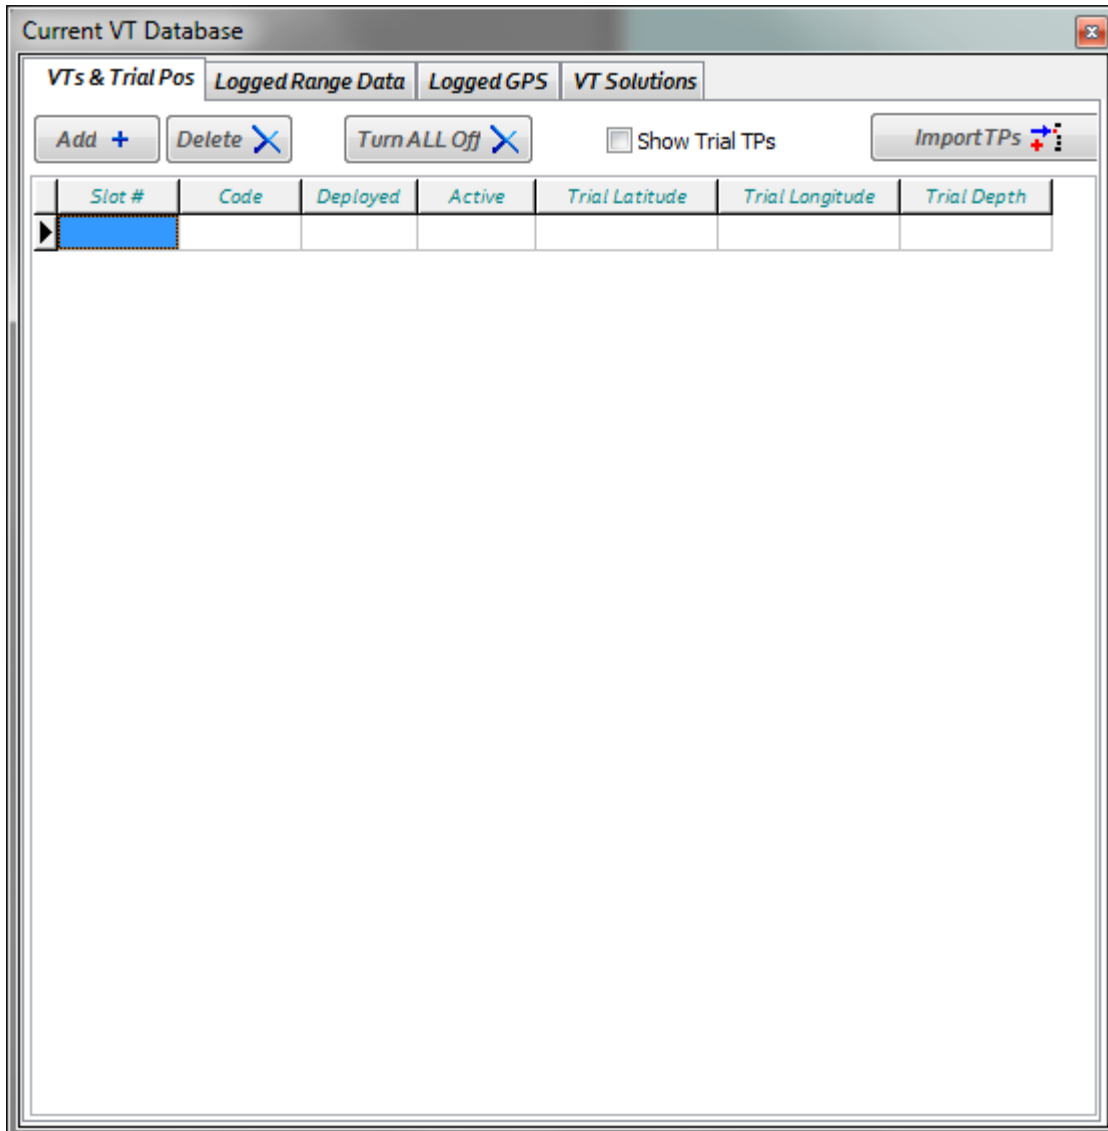 Current VT Database
VTs & Trial Pos Logged Range Data Logged GPS VT Solutions
Add Delete Turn ALL Off Show Trial TPs Import TPs
Slot # Code Deployed Active Trial Latitude Trial Longitude Trial Depth